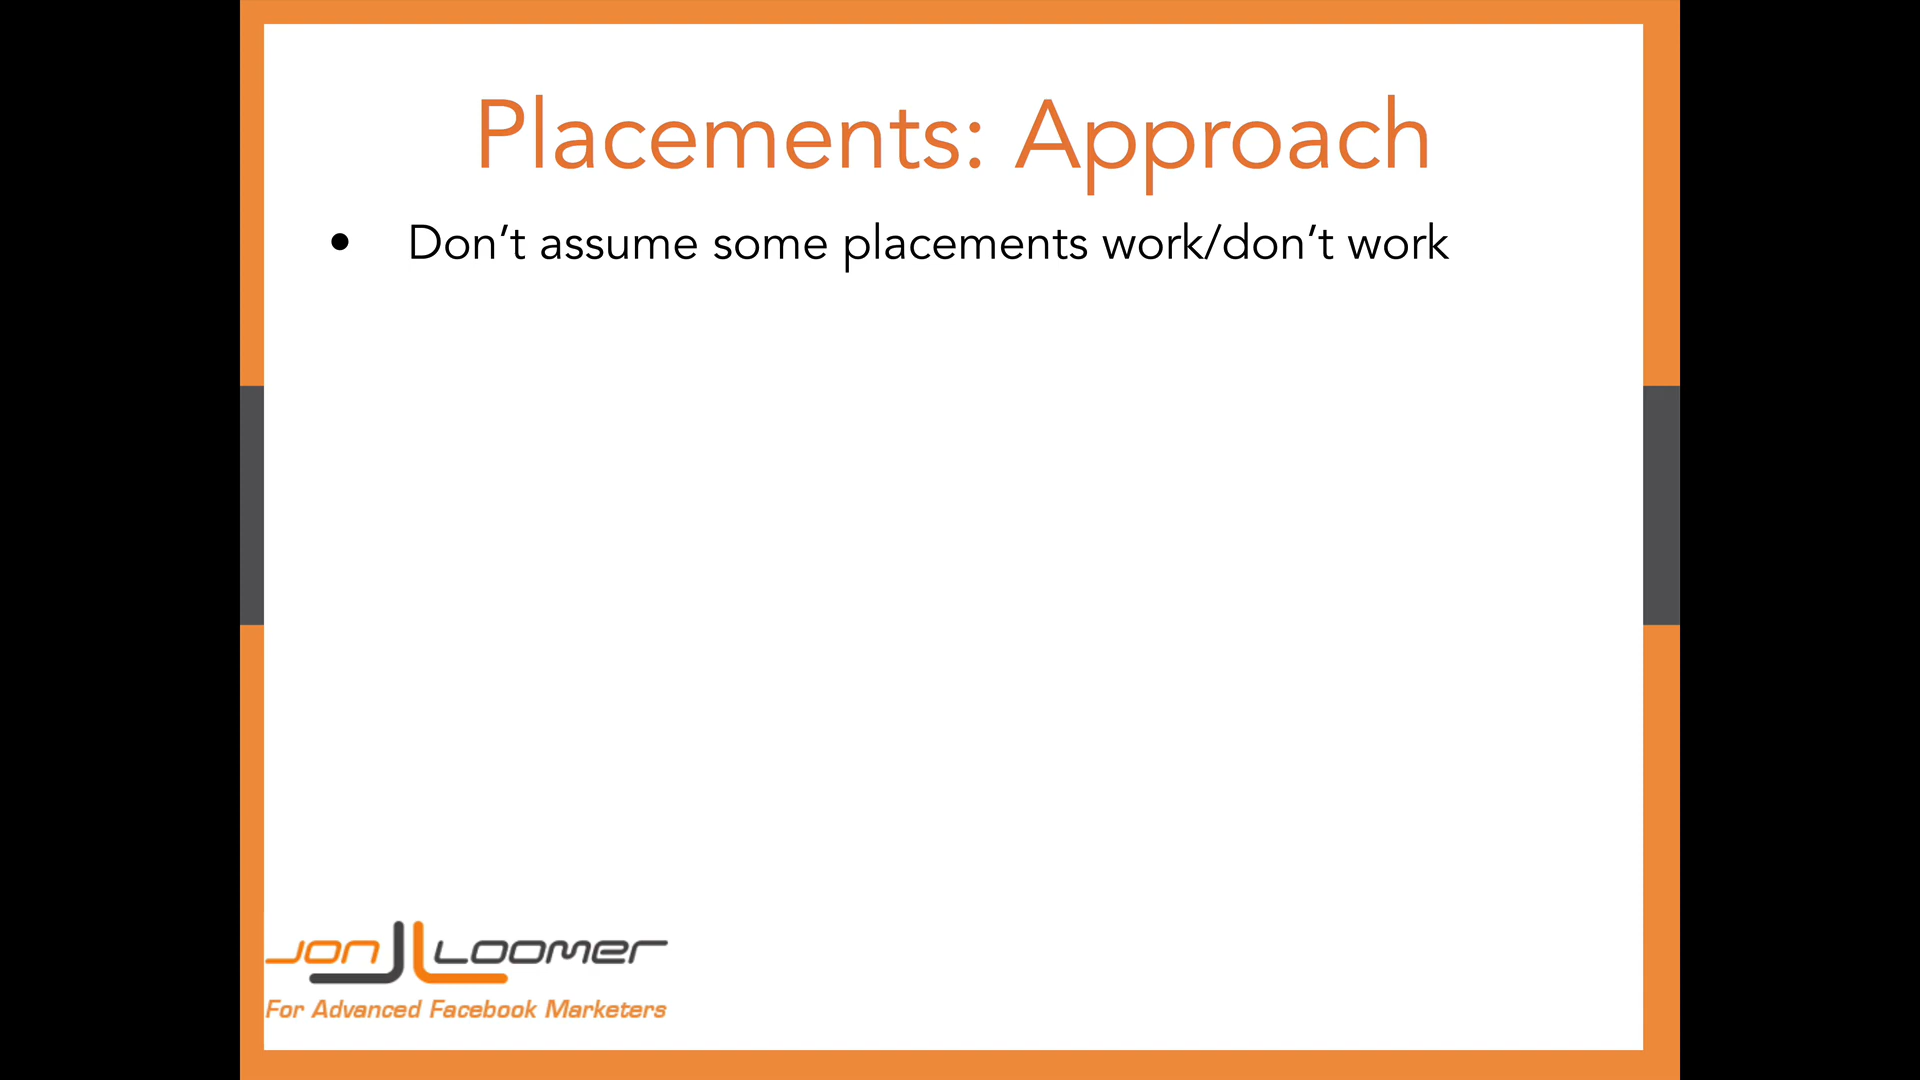 Placements: Approach
• Don’t assume some placements work/don’t work
Jon Loomer
For Advanced Facebook Marketers